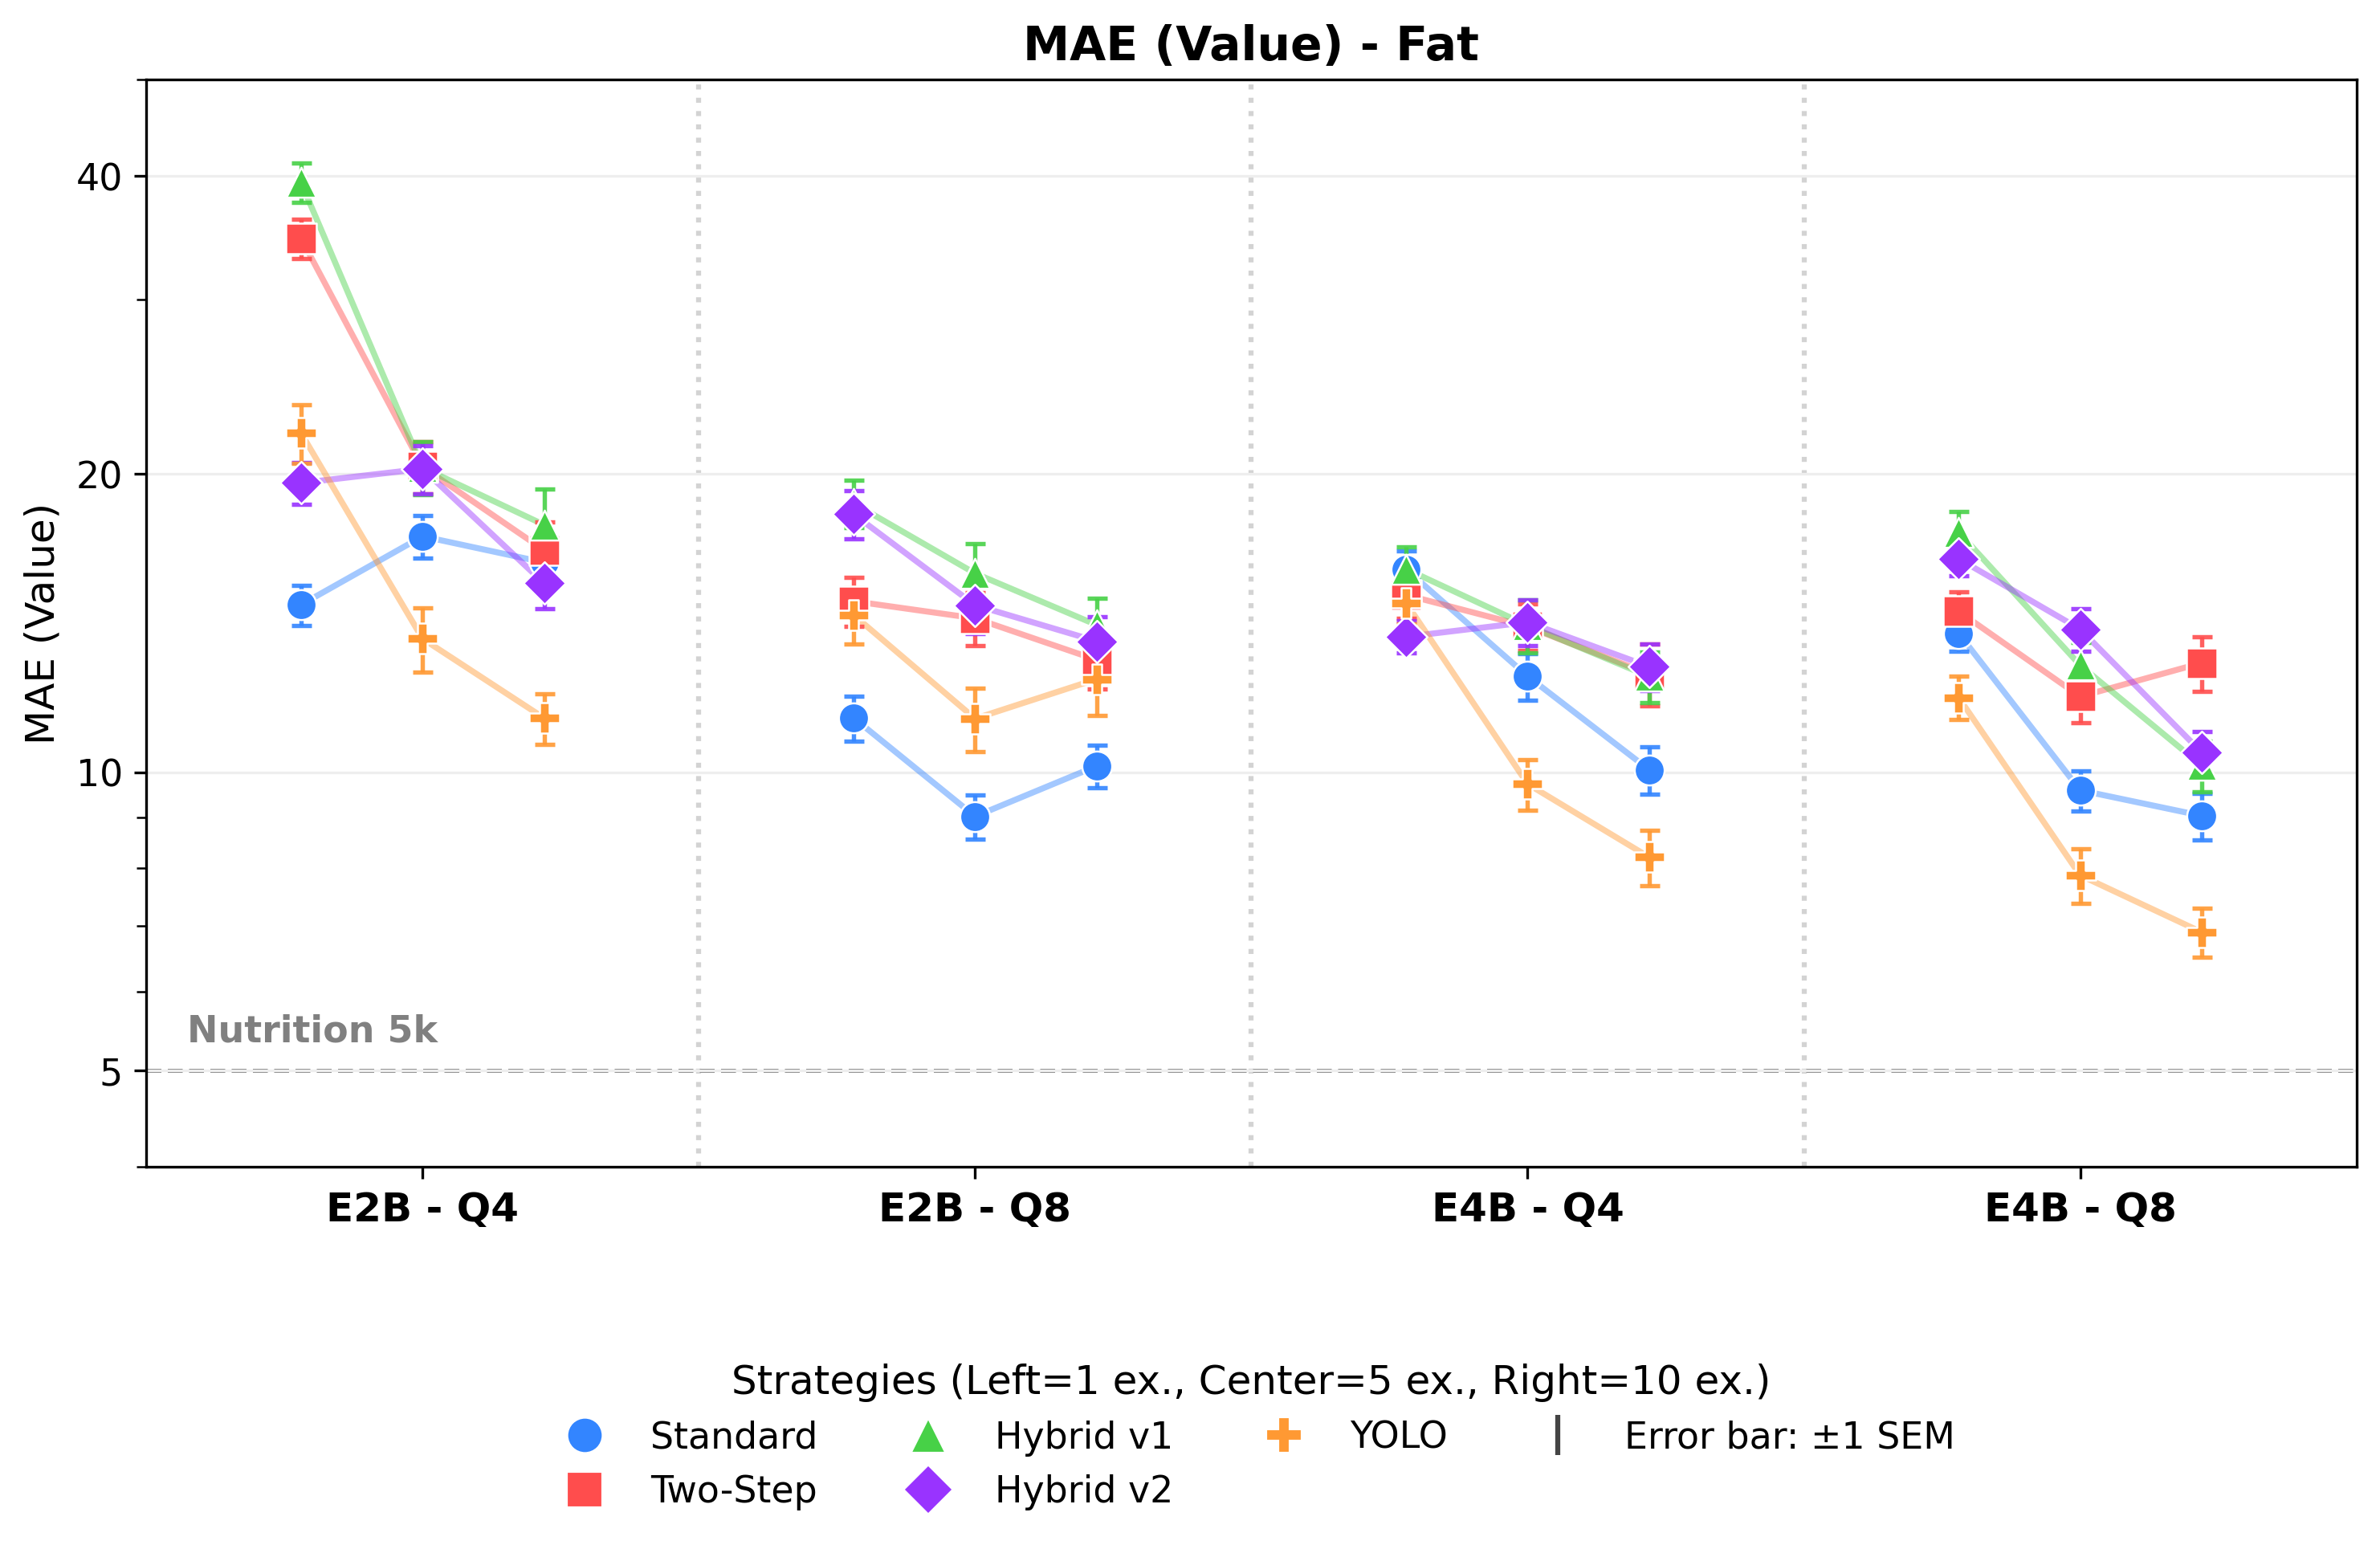 MAE (Value) - Fat
MAE (Value)
40
20
10
5
Nutrition 5k
E2B - Q4
E2B - Q8
E4B - Q4
E4B - Q8
Strategies (Left=1 ex., Center=5 ex., Right=10 ex.)
Standard
Hybrid v1
YOLO
Error bar: ±1 SEM
Two-Step
Hybrid v2